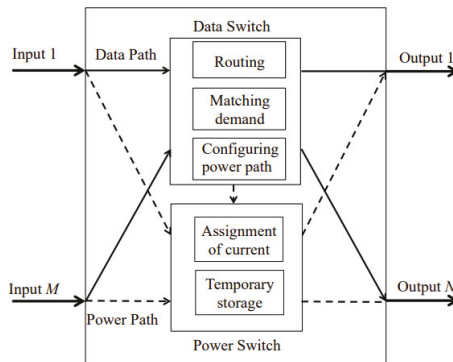 Data Switch
Input 1
Data Path
Output 1
Routing
Matching
demand
Configuring
power path
Assignment
of current
Input M
Output N
Temporary
storage
Power Path
Power Switch